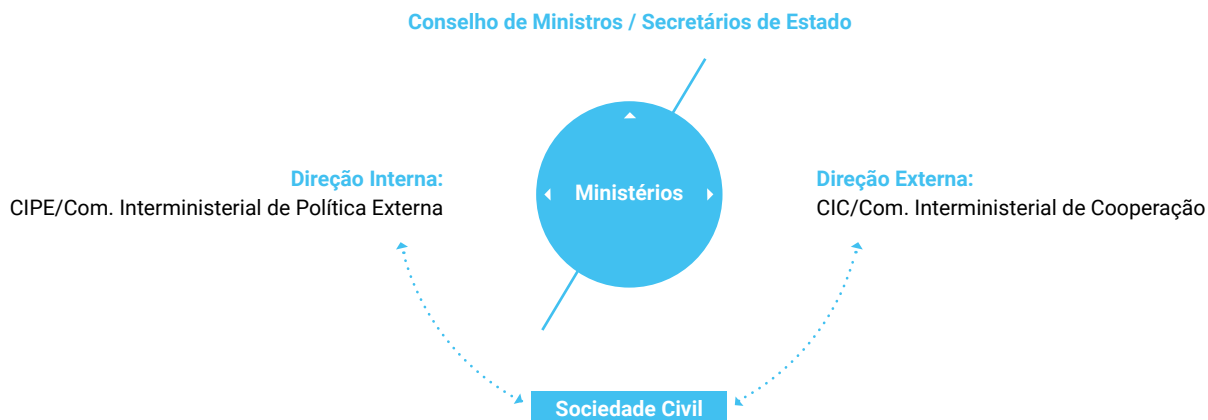 Conselho de Ministros / Secretários de Estado
Direção Interna:
CIPE/Com. Interministerial de Política Externa
Ministérios
Direção Externa:
CIC/Com. Interministerial de Cooperação
Sociedade Civil